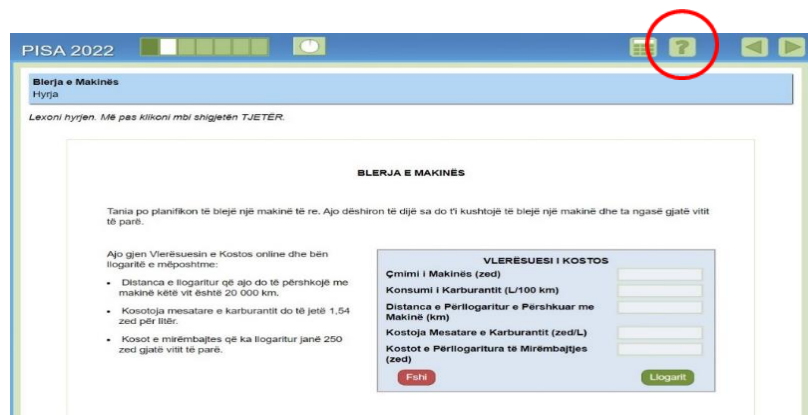 PISA 2022
?
Blerja e Makinës
Hyrja
Lexoni hyrjen. Më pas klikoni mbi shigjetën TJETËR.
BLERJA E MAKINËS
Tania po planifikon të blejë një makinë të re. Ajo dëshiron të dijë sa do t'i kushtojë të blejë një makinë dhe ta ngasë gjatë vitit
të parë.
Ajo gjen Vlerësuesin e Kostos online dhe bën
llogaritë e mëposhtme:
• Distanca e llogaritur që ajo do të përshkojë me
makinë këtë vit është 20 000 km.
• Kosotoja mesatare e karburantit do të jetë 1,54
zed për litër.
• Kosot e mirëmbajtes që ka llogaritur janë 250
zed gjatë vitit të parë.
VLERËSUESI I KOSTOS
Çmimi i Makinës (zed)
Konsumi i Karburantit (L/100 km)
Distanca e Përllogaritur e Përshkuar me
Makinë (km)
Kostoja Mesatare e Karburantit (zed/L)
Kostot e Përllogaritura të Mirëmbajtjes
(zed)
Fshi
Llogarit